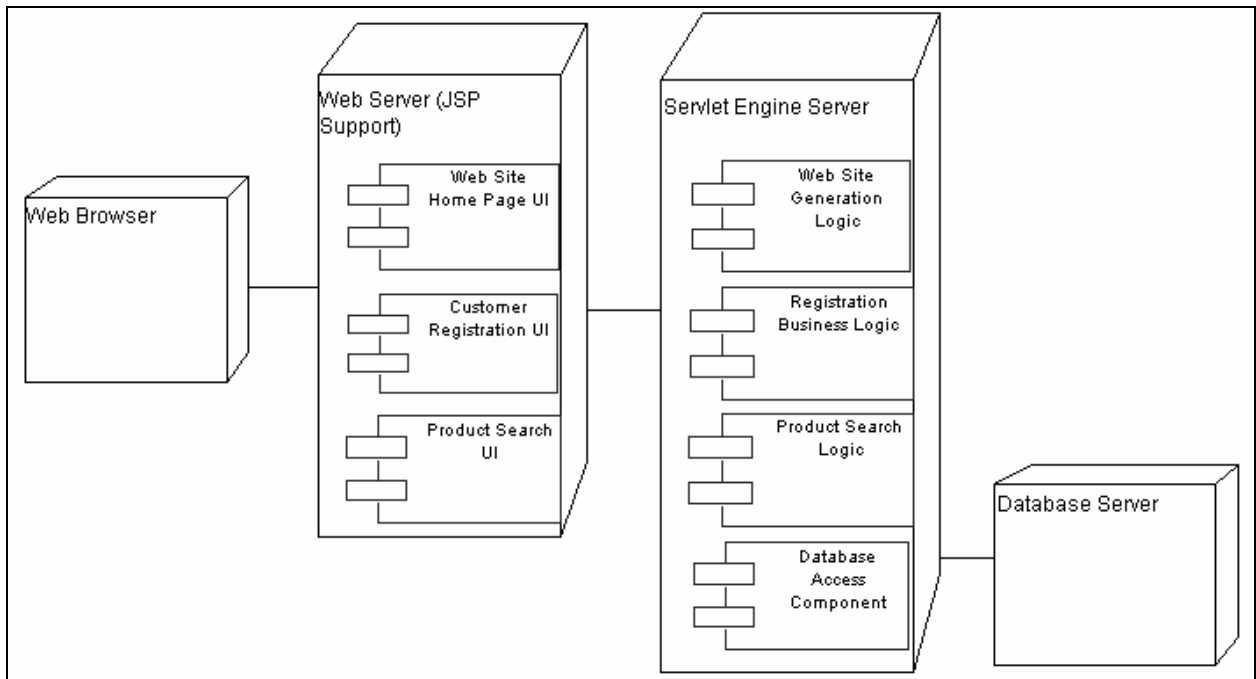 Web Browser
Web Server (JSP
Support)
Web Site
Home Page UI
Customer
Registration UI
Product Search
UI
Servlet Engine Server
Web Site
Generation
Logic
Registration
Business Logic
Product Search
Logic
Database
Access
Component
Database Server